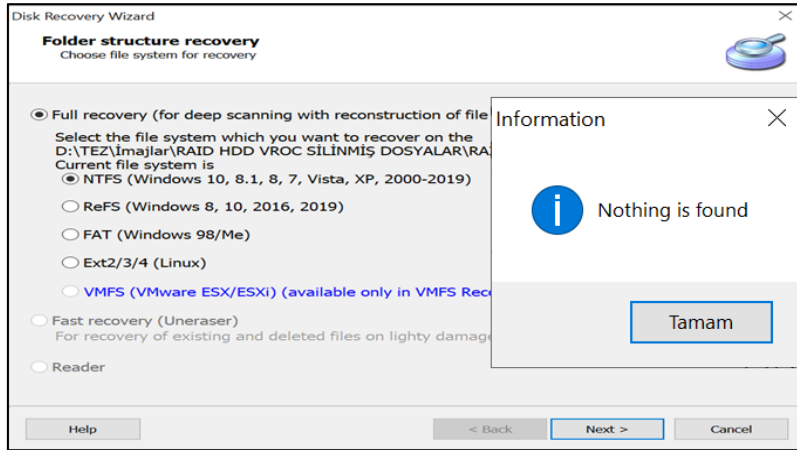 Disk Recovery Wizard
Folder structure recovery
Choose file system for recovery
Full recovery (for deep scanning with reconstruction of file
Select the file system which you want to recover on the
D:\TEZ\İmajlar\RAID HDD VROC SİLİNMİŞ DOSYALAR\
Current file system is
NTFS (Windows 10, 8.1, 8, 7, Vista, XP, 2000-2019)
ReFS (Windows 8, 10, 2016, 2019)
FAT (Windows 98/Me)
Ext2/3/4 (Linux)
VMFS (VMware ESX/ESXi) (available only in VMFS
Fast recovery (Uneraser)
For recovery of existing and deleted files on lighty
Reader
Help
< Back
Next >
Cancel
Information
Nothing is found
Tamam